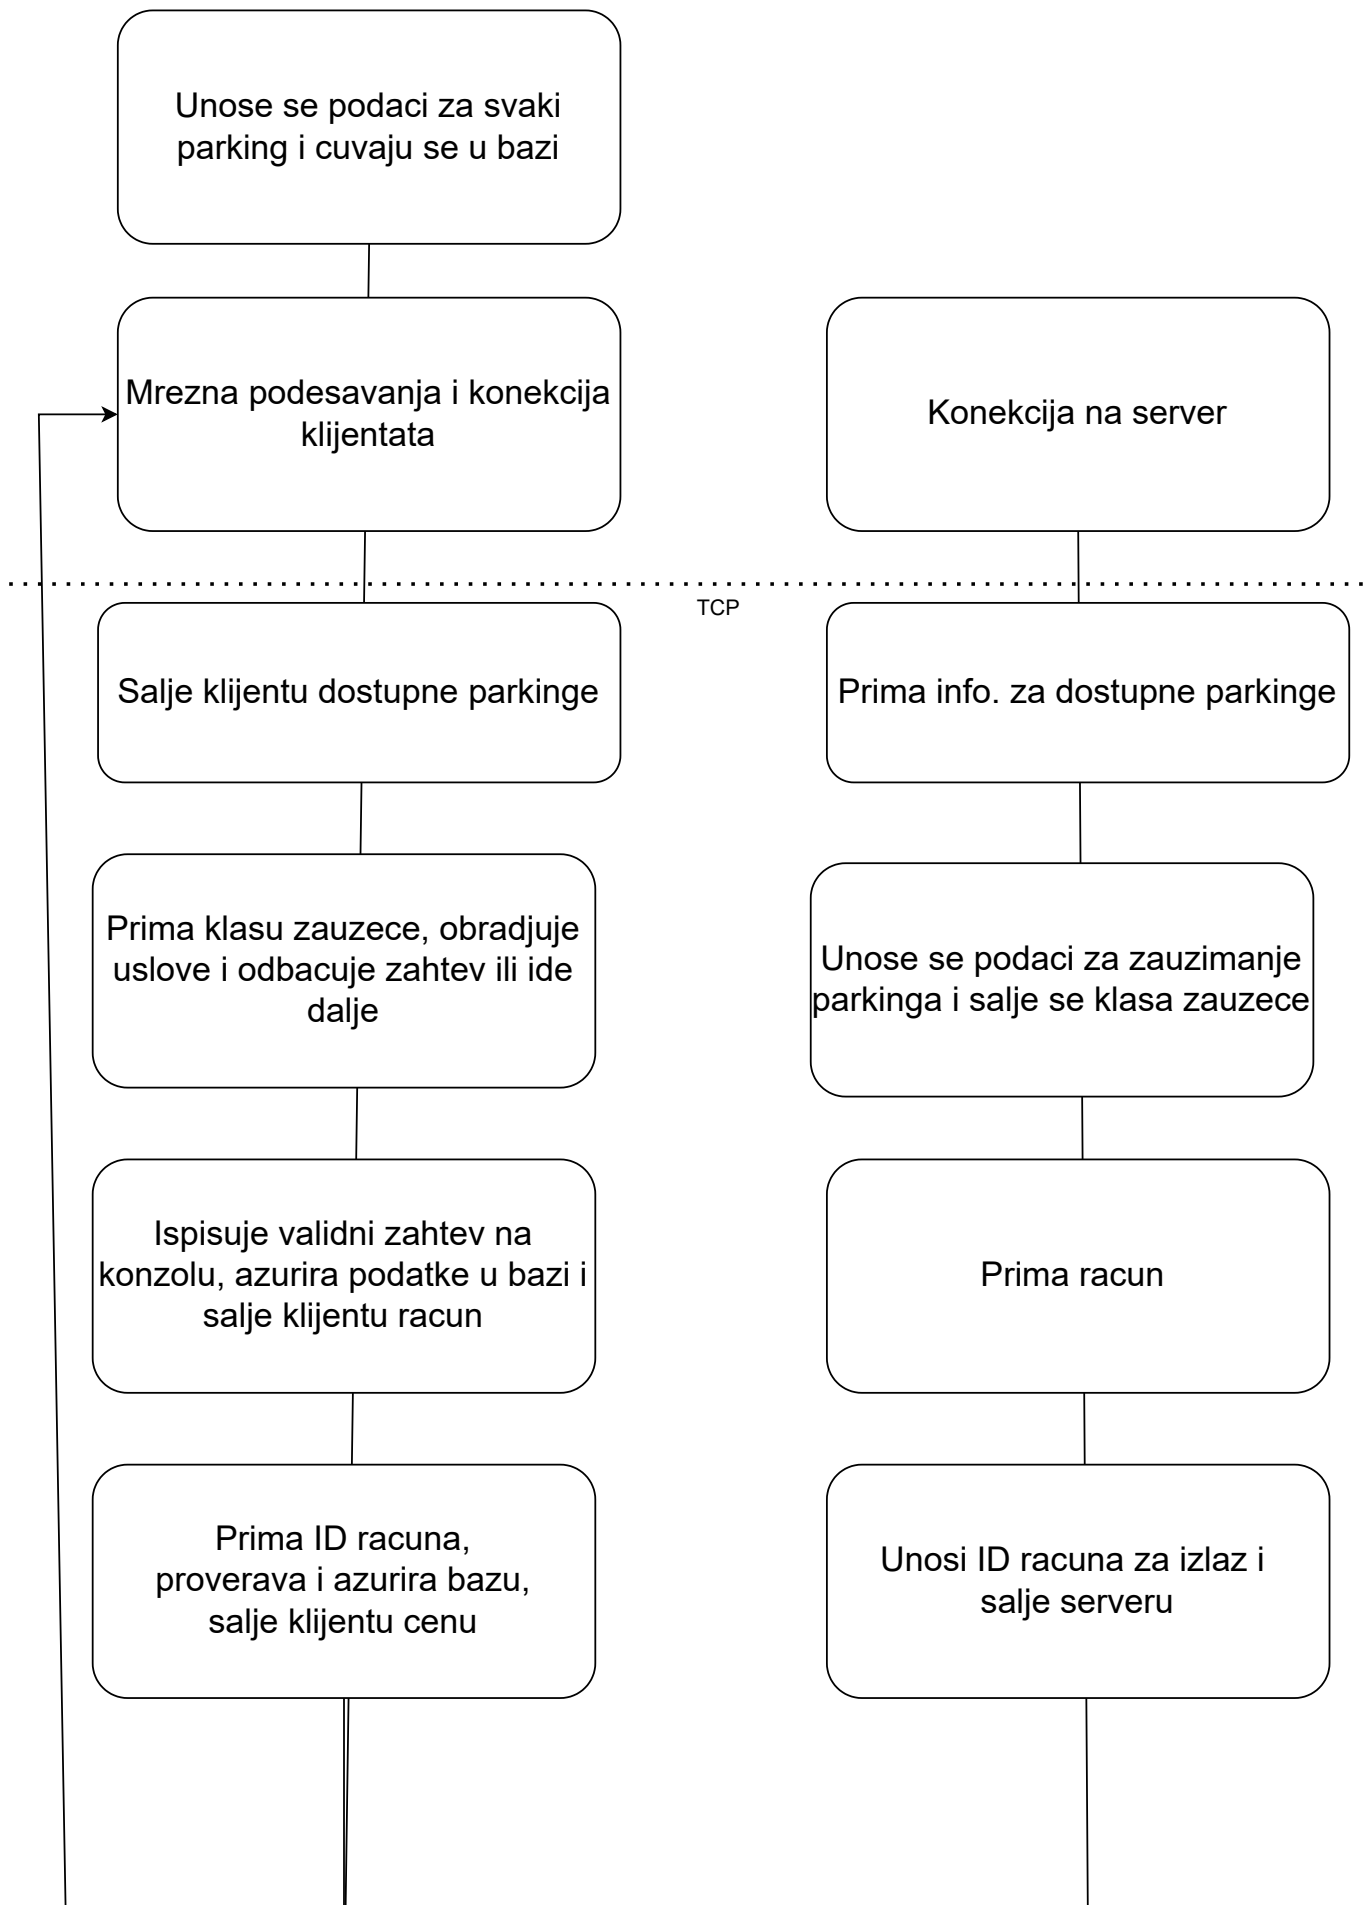 Unose se podaci za svaki
parking i cuvaju se u bazi
Mrezna podesavanja i konekcija
klijentata
Konekcija na server
TCP
Salje klijentu dostupne parkinge
Prima info. za dostupne parkinge
Prima klasu zauzece, obradjuje
uslove i odbacuje zahtev ili ide
dalje
Unose se podaci za zauzimanje
parkinga i salje se klasa zauzece
Ispisuje validni zahtev na
konzolu, azurira podatke u bazi i
salje klijentu racun
Prima racun
Prima ID racuna,
proverava i azurira bazu,
salje klijentu cenu
Unosi ID racuna za izlaz i
salje serveru